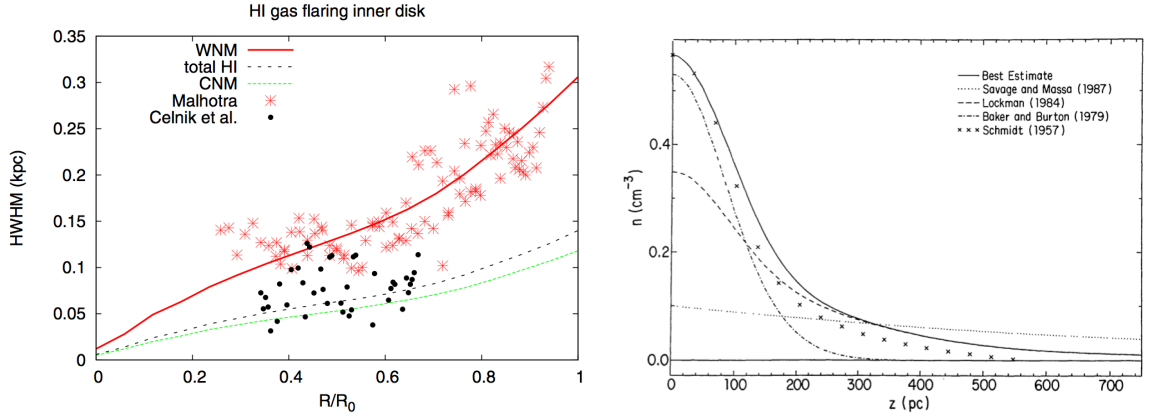 HI gas flaring inner disk
0.35
0.3
0.25
0.2
0.15
0.1
0.05
0
HWHM (kpc)
WNM
total HI
CNM
Malhotra
Celnik et al.
0 0.2 0.4 0.6 0.8 1
R/R₀
n (cm⁻³)
0.4
0.2
0.0
Best Estimate
Savage and Massa (1987)
Lockman (1984)
Baker and Burton (1979)
Schmidt (1957)
0 100 200 300 400 500 600 700
z (pc)